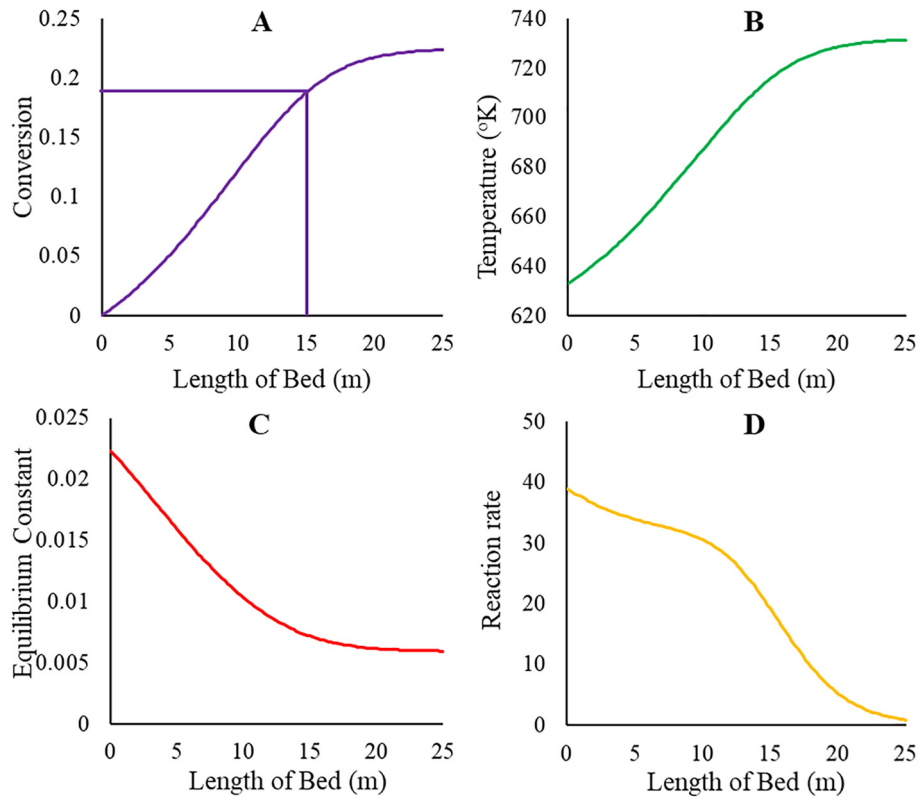 A
0.25
0.2
0.15
0.1
0.05
0
Conversion
0 5 10 15 20 25
Length of Bed (m)
B
740
720
700
680
660
640
620
Temperature (°K)
0 5 10 15 20 25
Length of Bed (m)
C
0.025
0.02
0.015
0.01
0.005
0
Equilibrium Constant
0 5 10 15 20 25
Length of Bed (m)
D
50
40
30
20
10
0
Reaction rate
0 5 10 15 20 25
Length of Bed (m)